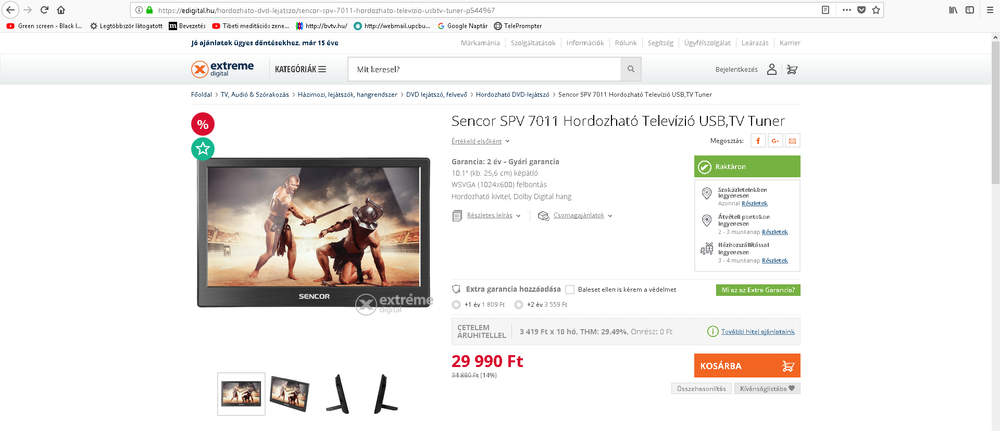 https://edigital.hu/hordozhato-dvd-lejatszo/sencor-spv-7011-hordozhato-televizio-usbtv-tuner-p544967
Green screen - Black l... Legtöbbször látogatott Bevezetés Tibeti meditációs zene... http://bvtv.hu/ http://webmail.upcbu... Google Naptár TelePrompter
Jó ajánlatok ügyes döntésekhez, már 15 éve
Márkamánia Szolgáltatások Információk Rólunk Segítség Ügyfélszolgálat Leárazás Karrier
extreme
digital
KATEGÓRIÁK
Mit keresel?
Bejelentkezés
Főoldal > TV, Audió & Szórakozás > Házimozi, lejátszók, hangrendszer > DVD lejátszó, felvevő > Hordozható DVD-lejátszó > Sencor SPV 7011 Hordozható Televízió USB,TV Tuner
%
Sencor SPV 7011 Hordozható Televízió USB,TV Tuner
Értékeld elsőként
Megosztás:
f G+
Garancia: 2 év - Gyári garancia
10.1" (kb. 25,6 cm) képátló
WSVGA (1024x600) felbontás
Hordozható kivitel, Dolby Digital hang
Részletes leírás
Csomagajánlatok
Raktáron
Szaküzleteinkben
ingyenesen
Azonnal Részletek
Átvételi pontokon
ingyenesen
2 - 3 munkanap Részletek
Házhozszállítással
ingyenesen
3 - 4 munkanap Részletek
SENCOR
extreme
digital
Extra garancia hozzáadása Baleset ellen is kérem a védelmet
Mi az az Extra Garancia?
+1 év 1 809 Ft +2 év 3 559 Ft
CETELEM
ÁRUHITELLEL
3 419 Ft x 10 hó, THM: 29,49%, Önrész: 0 Ft
További hitel ajánlataink
29 990 Ft
34 890 Ft (14%)
KOSÁRBA
Összehasonlítás
Kívánságlistába